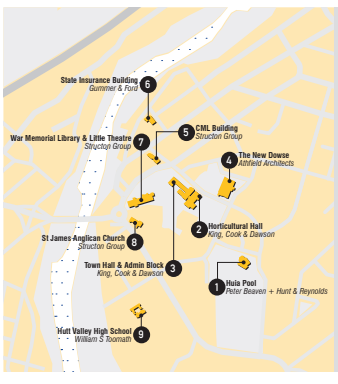 State Insurance Building
Gummer & Ford
6
War Memorial Library & Little Theatre
Structon Group
7
5
CML Building
Structon Group
4
The New Dowse
Athfield Architects
2
Horticultural Hall
King, Cook & Dawson
St James Anglican Church
Structon Group
8
Town Hall & Admin Block
King, Cook & Dawson
3
1
Huia Pool
Peter Beaven + Hunt & Reynolds
Hutt Valley High School
William S Toomath
9